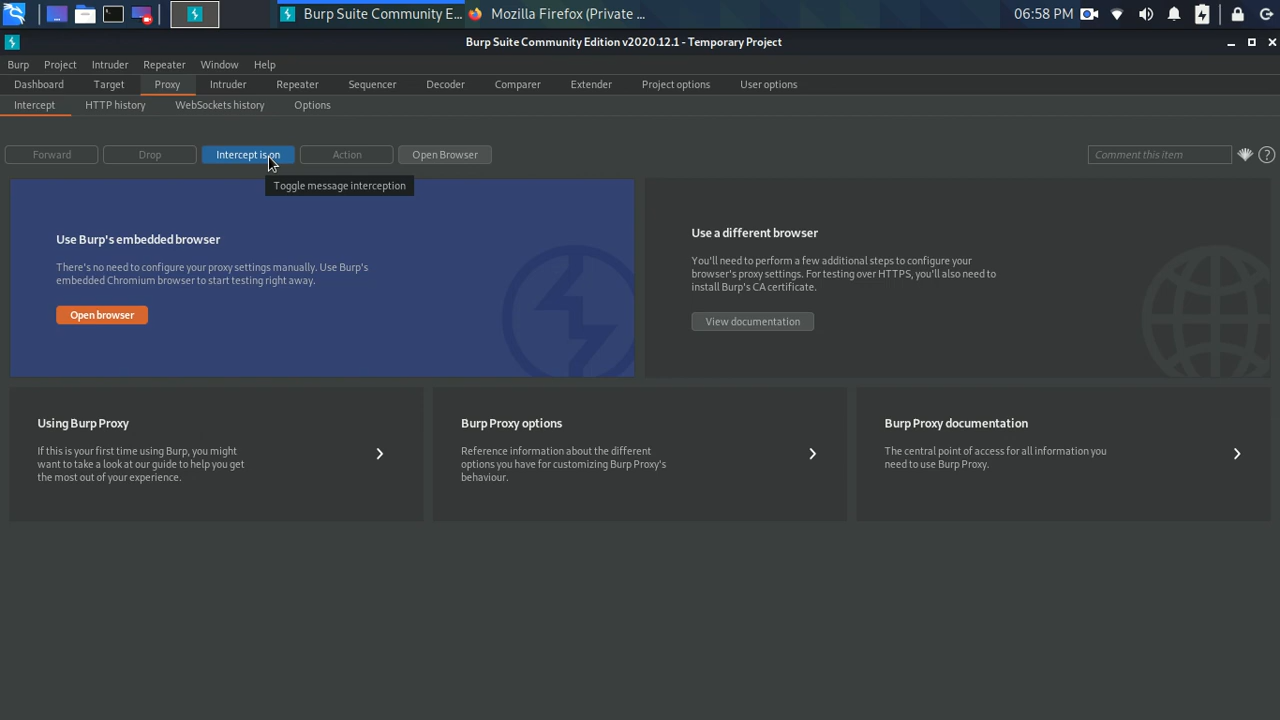 Burp Suite Community E... Mozilla Firefox (Private ... 06:58 PM
Burp Suite Community Edition v2020.12.1 - Temporary Project
Burp Project Intruder Repeater Window Help
Dashboard Target Proxy Intruder Repeater Sequencer Decoder Comparer Extender Project options User options
Intercept HTTP history WebSockets history Options
Forward Drop Intercept is on Action Open Browser Comment this item ?
Toggle message interception
Use Burp's embedded browser
There's no need to configure your proxy settings manually. Use Burp's
embedded Chromium browser to start testing right away.
Open browser
Use a different browser
You'll need to perform a few additional steps to configure your
browser's proxy settings. For testing over HTTPS, you'll also need to
install Burp's CA certificate.
View documentation
Using Burp Proxy
If this is your first time using Burp, you might
want to take a look at our guide to help you get
the most out of your experience.
Burp Proxy options
Reference information about the different
options you have for customizing Burp Proxy's
behaviour.
Burp Proxy documentation
The central point of access for all information you
need to use Burp Proxy.